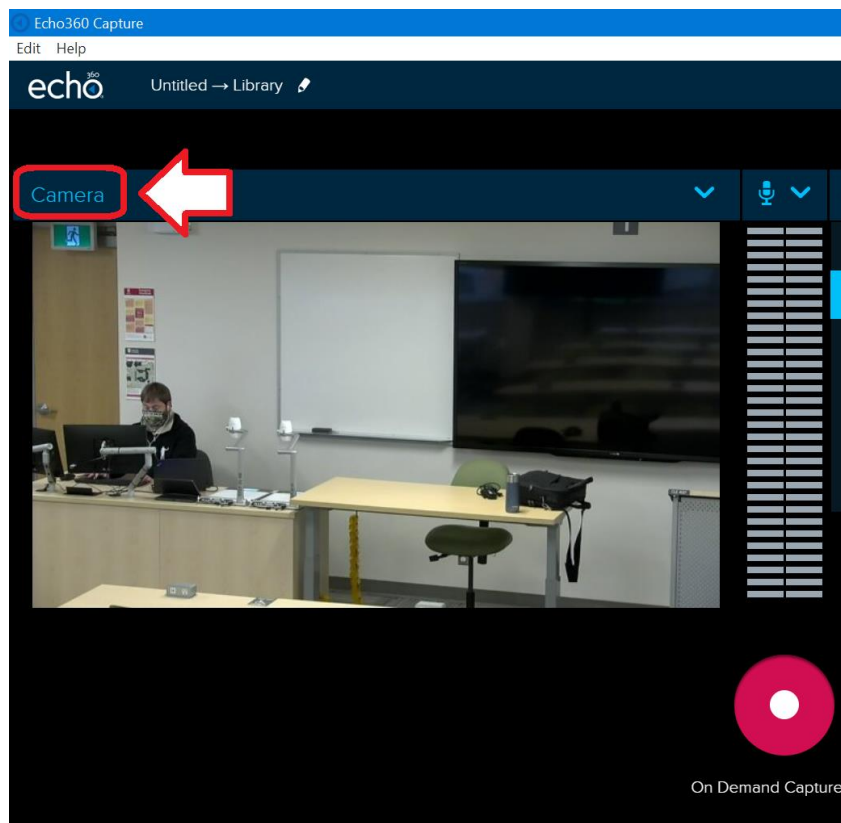 Echo360 Capture
Edit Help
echo360 Untitled → Library
Camera
On Demand Capture